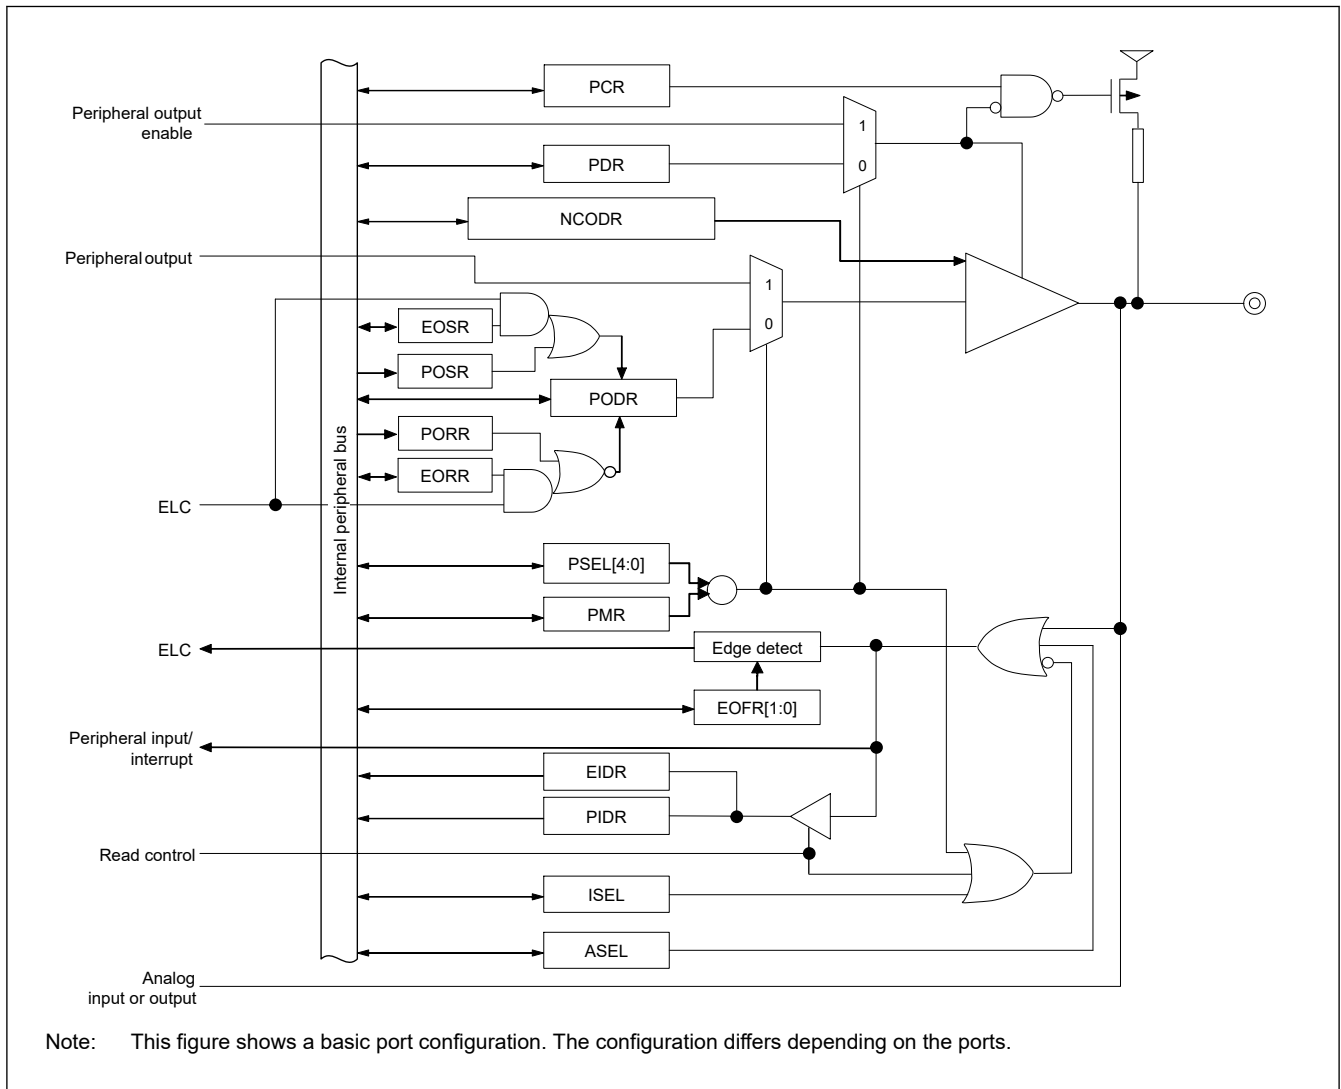 PCR
Peripheral output
enable
1
PDR
0
NCODR
Peripheral output
1
EOSR
0
POSR
PODR
PORR
EORR
Internal peripheral bus
ELC
PSEL[4:0]
PMR
ELC
Edge detect
EOFR[1:0]
Peripheral input/
interrupt
EIDR
PIDR
Read control
ISEL
ASEL
Analog
input or output
Note: This figure shows a basic port configuration. The configuration differs depending on the ports.